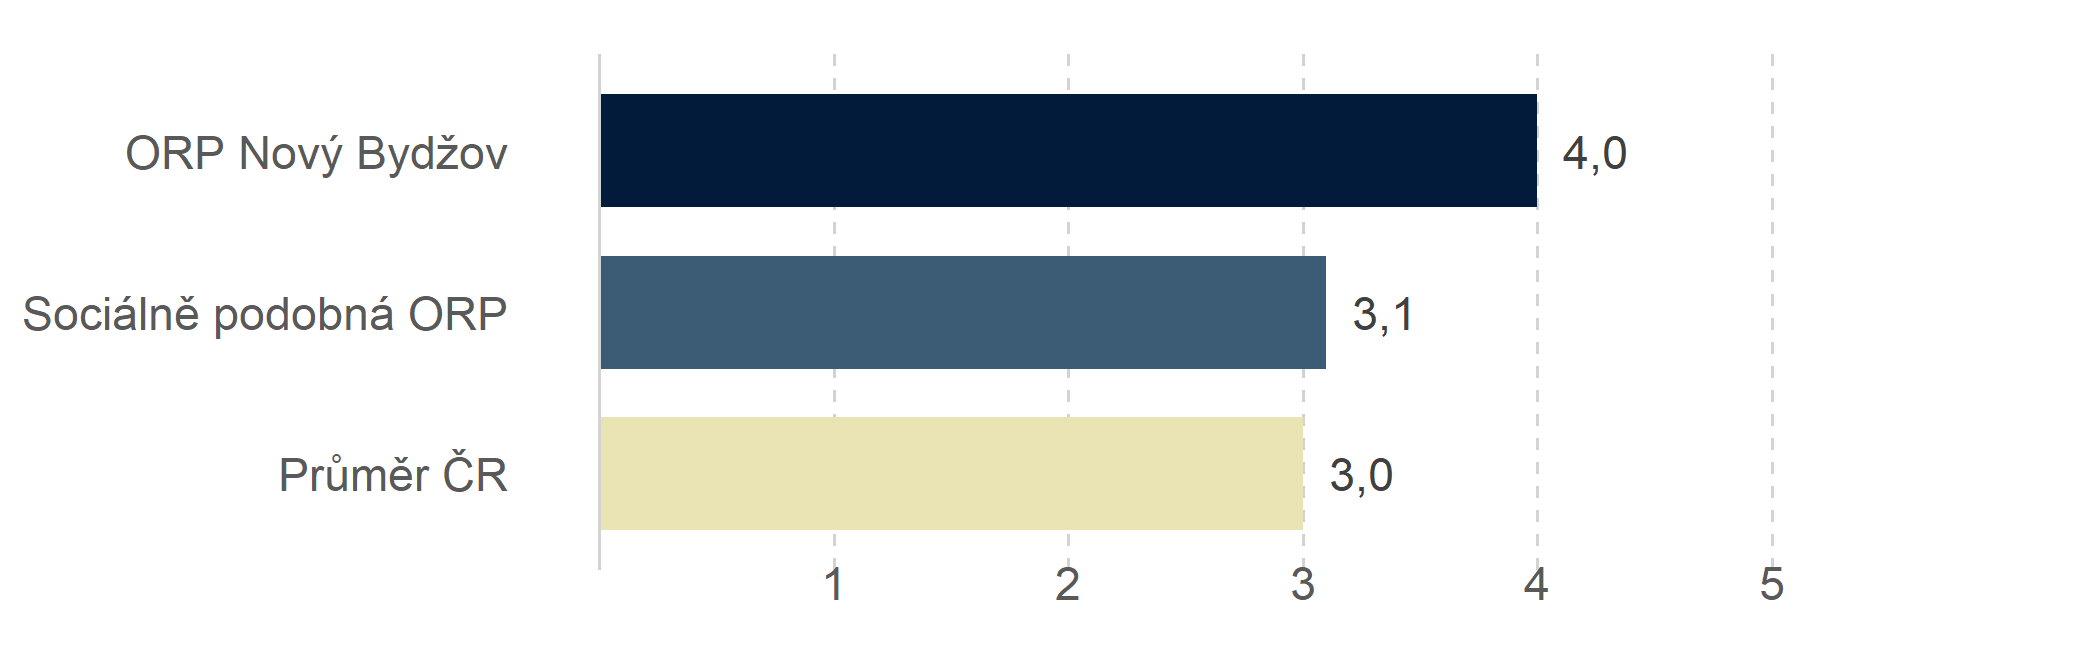 ORP Nový Bydžov
4,0
Sociálně podobná ORP
3,1
Průměr ČR
3,0
1 2 3 4 5